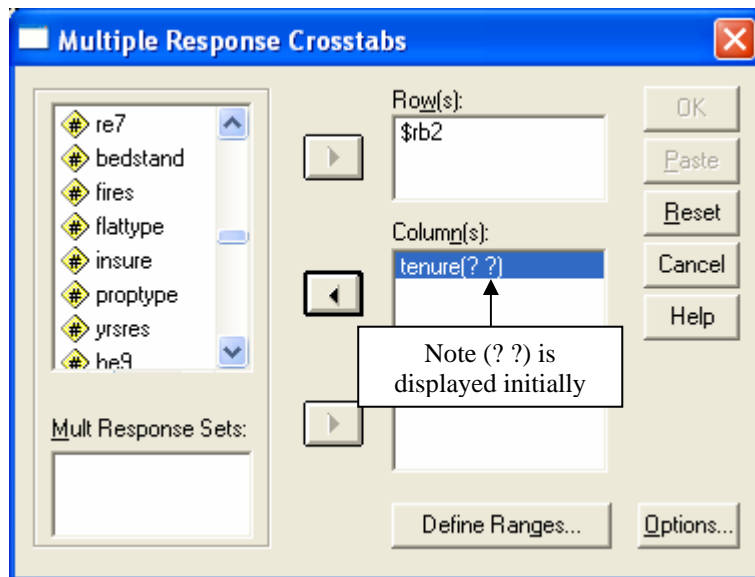 Multiple Response Crosstabs
re7
bedstand
fires
flattype
insure
proptype
yrsres
he9
Mult Response Sets:
Row(s):
$rb2
Column(s):
tenure(? ?)
Note (? ?) is
displayed initially
Define Ranges...
OK
Paste
Reset
Cancel
Help
Options...